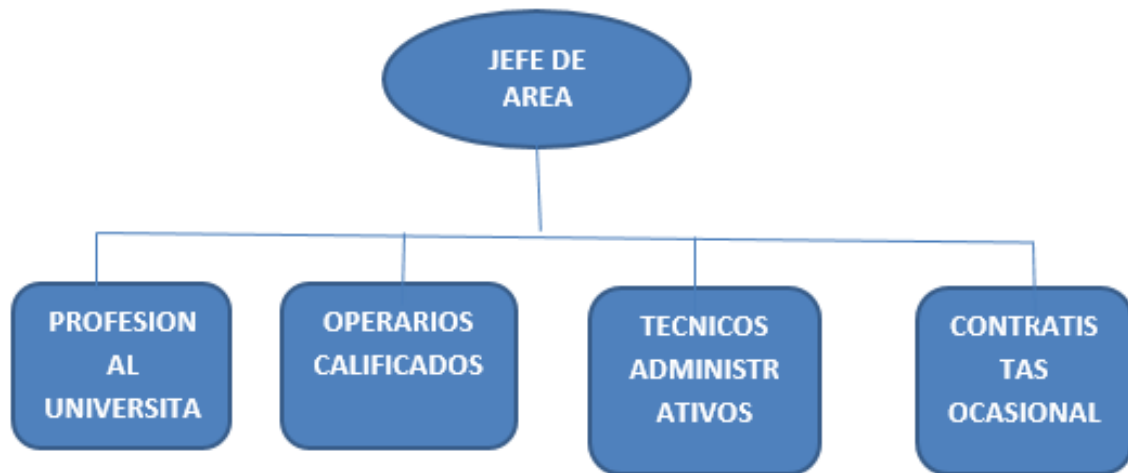 JEFE DE
AREA
PROFESION
AL
UNIVERSITA
OPERARIOS
CALIFICADOS
TECNICOS
ADMINISTR
ATIVOS
CONTRATIS
TAS
OCASIONAL